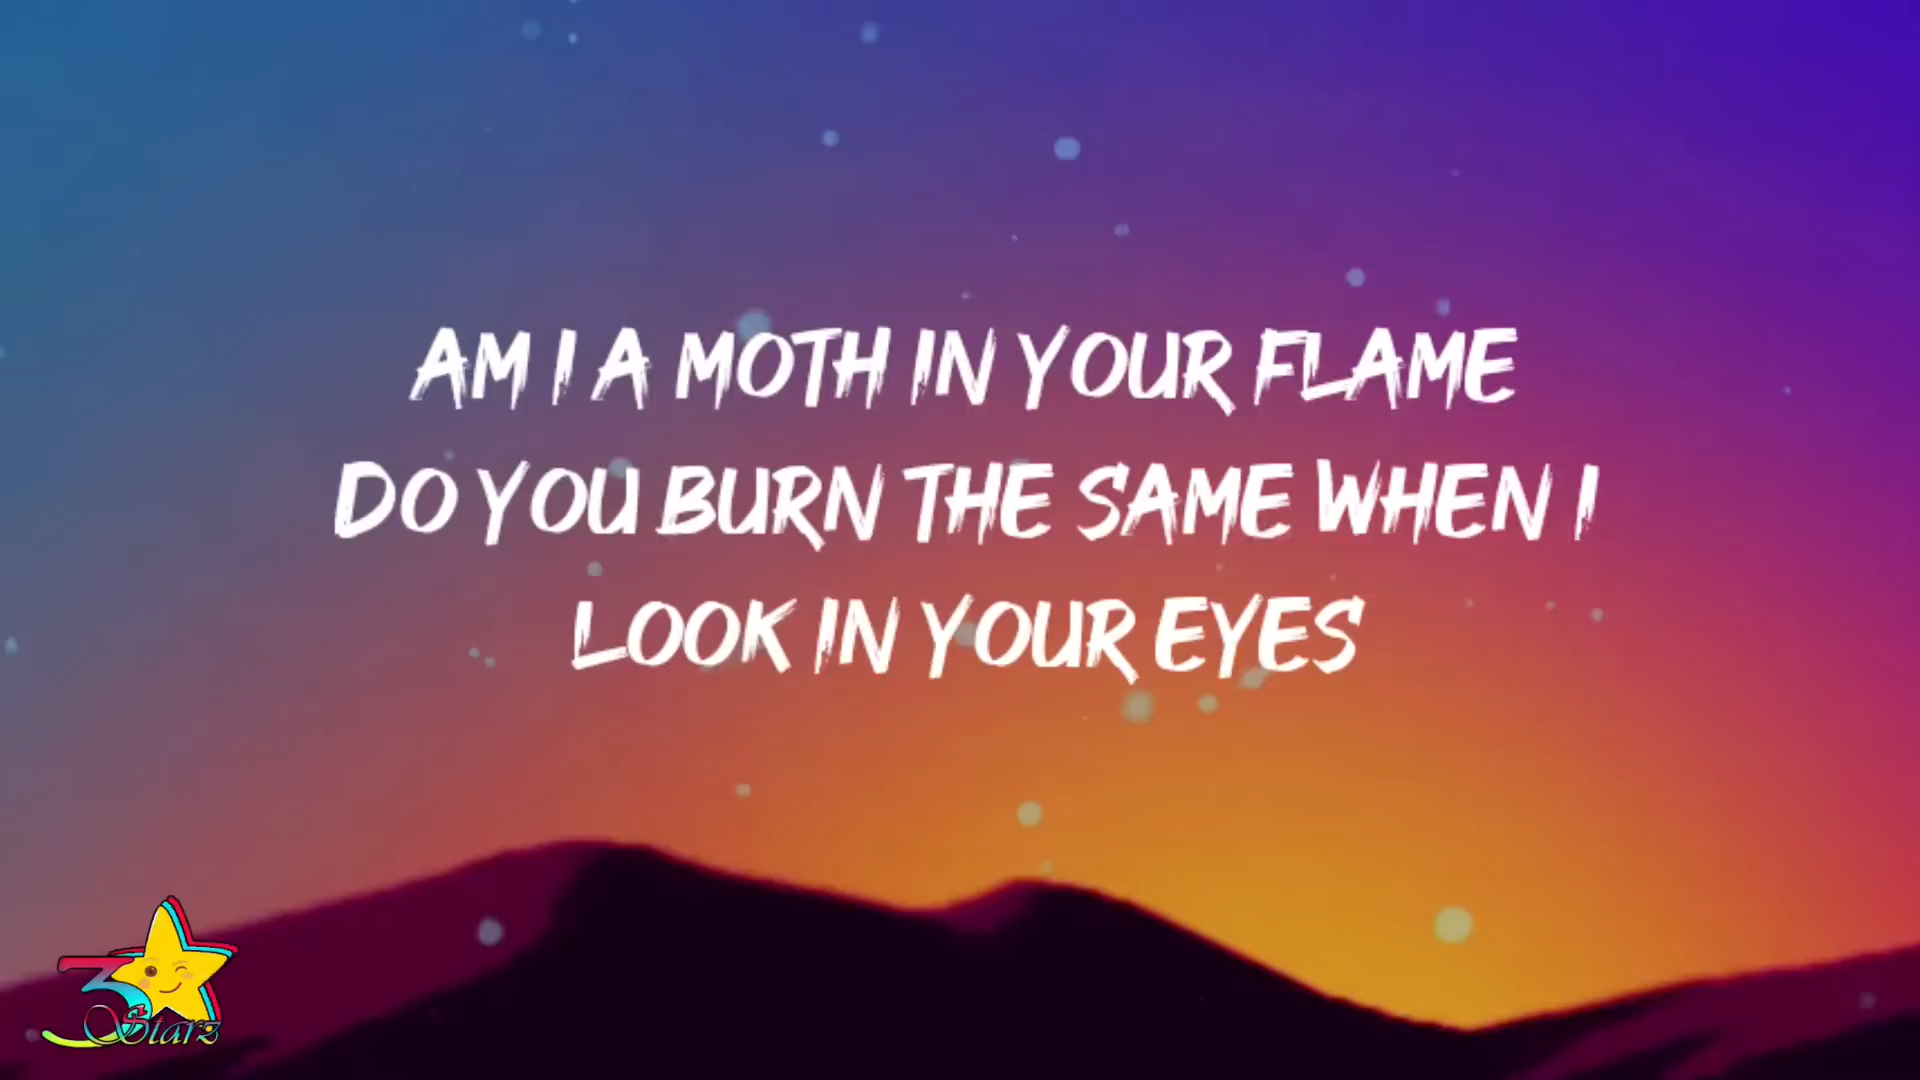 AM I A MOTH IN YOUR FLAME
DO YOU BURN THE SAME WHEN I
LOOK IN YOUR EYES
3
Starz